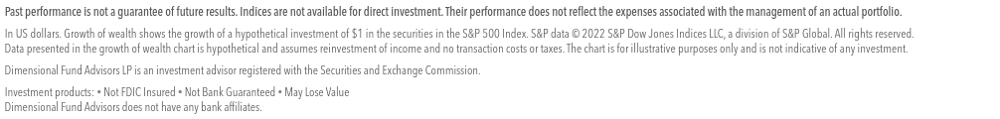 Past performance is not a guarantee of future results. Indices are not available for direct investment. Their performance does not reflect the expenses associated with the management of an actual portfolio.
In US dollars. Growth of wealth shows the growth of a hypothetical investment of $1 in the securities in the S&P 500 Index. S&P data © 2022 S&P Dow Jones Indices LLC, a division of S&P Global. All rights reserved.
Data presented in the growth of wealth chart is hypothetical and assumes reinvestment of income and no transaction costs or taxes. The chart is for illustrative purposes only and is not indicative of any investment.
Dimensional Fund Advisors LP is an investment advisor registered with the Securities and Exchange Commission.
Investment products: • Not FDIC Insured • Not Bank Guaranteed • May Lose Value
Dimensional Fund Advisors does not have any bank affiliates.